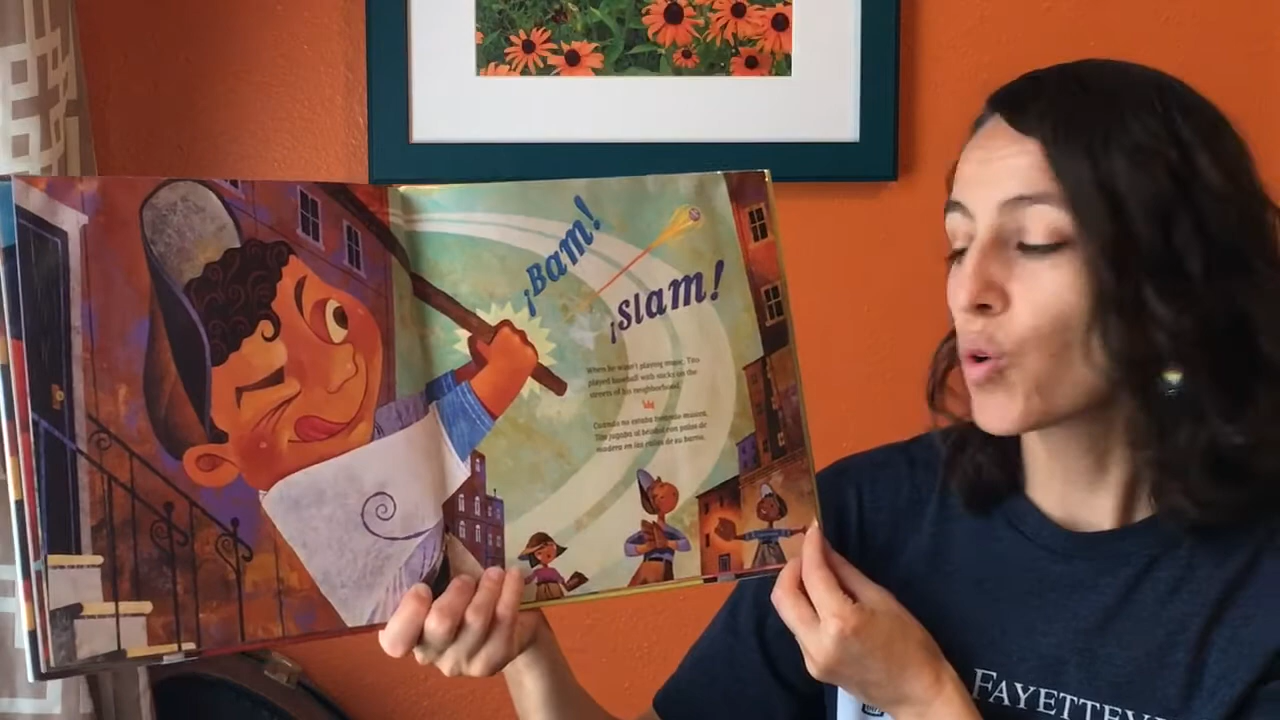 ¡Bam!
¡slam!
When he wasn't playing music, Tito
played baseball with sticks on the
streets of his neighborhood.
Cuando no estaba tocando música,
Tito jugaba al béisbol con palos de
madera en las calles de su barrio.
FAYETTEV